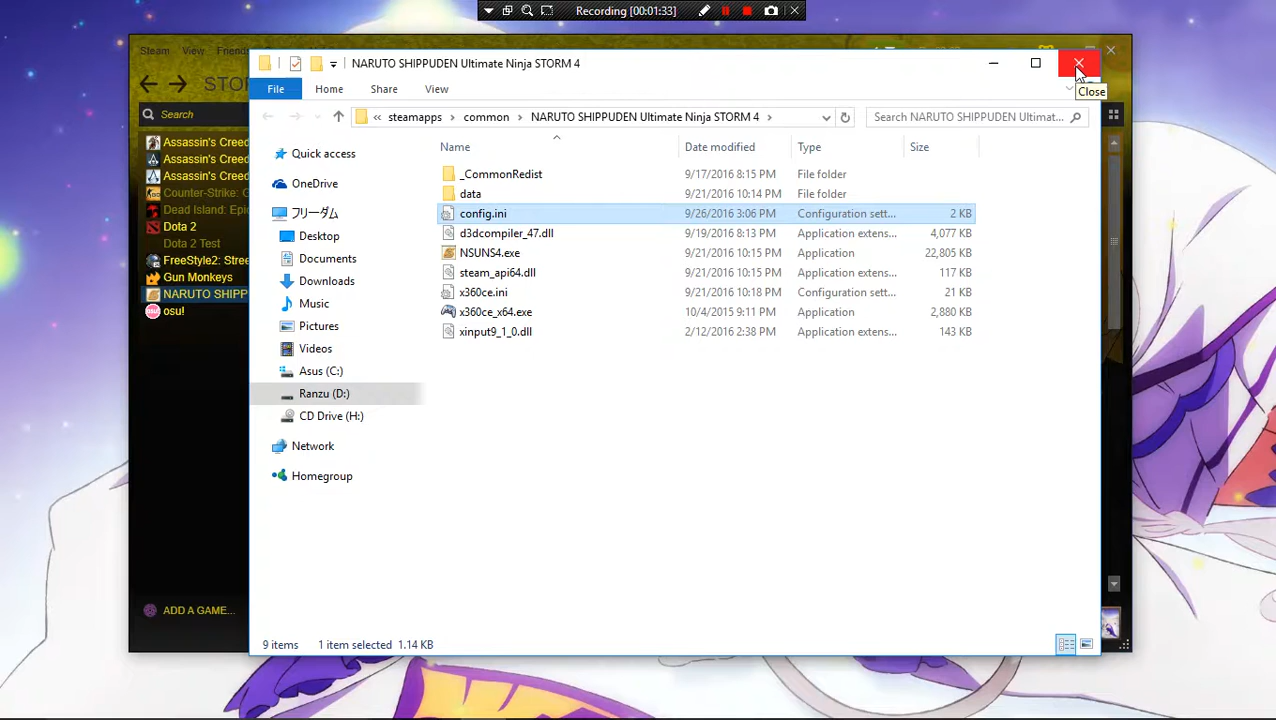 Recording [00:01:33]
Steam View Friends
NARUTO SHIPPUDEN Ultimate Ninja STORM 4
Close
File Home Share View
STOR
« steamapps > common > NARUTO SHIPPUDEN Ultimate Ninja STORM 4 >
Search NARUTO SHIPPUDEN Ultimat...
Search
Assassin's Creed
Assassin's Creed
Assassin's Creed
Counter-Strike: G
Dead Island: Epi
Dota 2
Dota 2 Test
FreeStyle2: Stree
Gun Monkeys
NARUTO SHIPP
osu!
ADD A GAME...
Quick access
OneDrive
フリーダム
Desktop
Documents
Downloads
Music
Pictures
Videos
Asus (C:)
Ranzu (D:)
CD Drive (H:)
Network
Homegroup
Name Date modified Type Size
_CommonRedist 9/17/2016 8:15 PM File folder
data 9/21/2016 10:14 PM File folder
config.ini 9/26/2016 3:06 PM Configuration sett... 2 KB
d3dcompiler_47.dll 9/19/2016 8:13 PM Application extens... 4,077 KB
NSUNS4.exe 9/21/2016 10:15 PM Application 22,805 KB
steam_api64.dll 9/21/2016 10:15 PM Application extens... 117 KB
x360ce.ini 9/21/2016 10:18 PM Configuration sett... 21 KB
x360ce_x64.exe 10/4/2015 9:11 PM Application 2,880 KB
xinput9_1_0.dll 2/12/2016 2:38 PM Application extens... 143 KB
9 items 1 item selected 1.14 KB